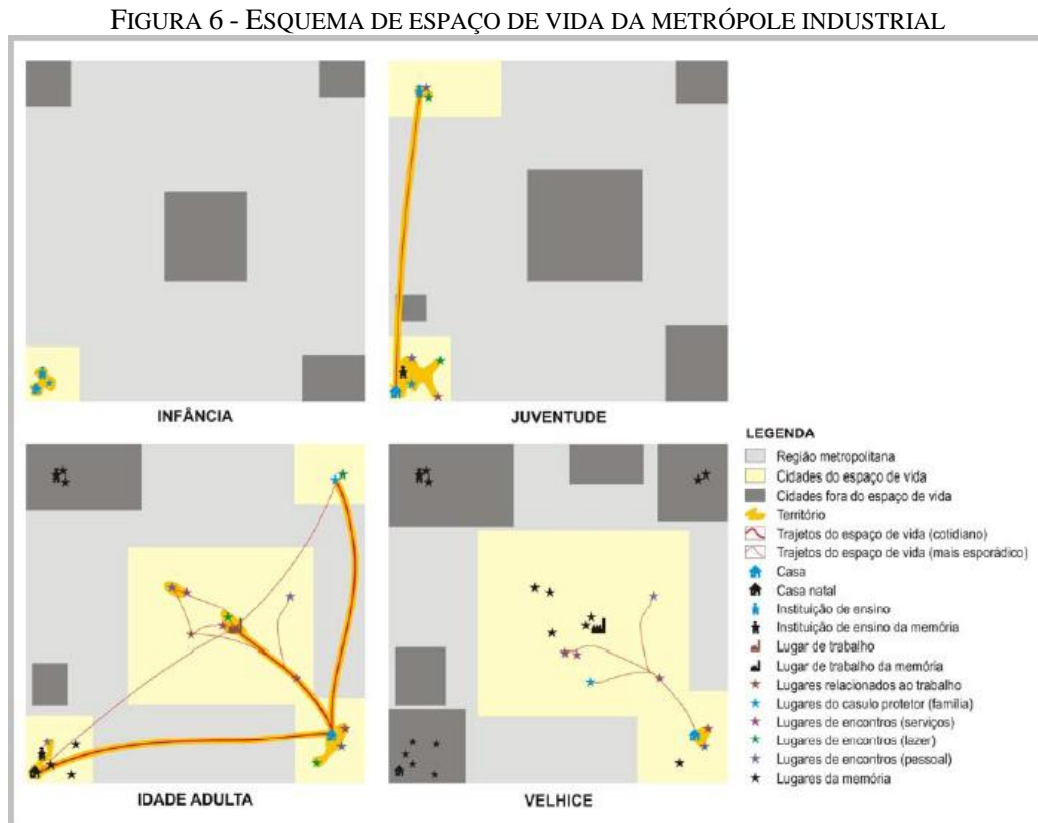 FIGURA 6 - ESQUEMA DE ESPAÇO DE VIDA DA METRÓPOLE INDUSTRIAL
INFÂNCIA
JUVENTUDE
IDADE ADULTA
VELHICE
LEGENDA
Região metropolitana
Cidades do espaço de vida
Cidades fora do espaço de vida
Território
Trajetos do espaço de vida (cotidiano)
Trajetos do espaço de vida (mais esporádico)
Casa
Casa natal
Instituição de ensino
Instituição de ensino da memória
Lugar de trabalho
Lugar de trabalho da memória
Lugares relacionados ao trabalho
Lugares do casulo protetor (família)
Lugares de encontros (serviços)
Lugares de encontros (lazer)
Lugares de encontros (pessoal)
Lugares da memória